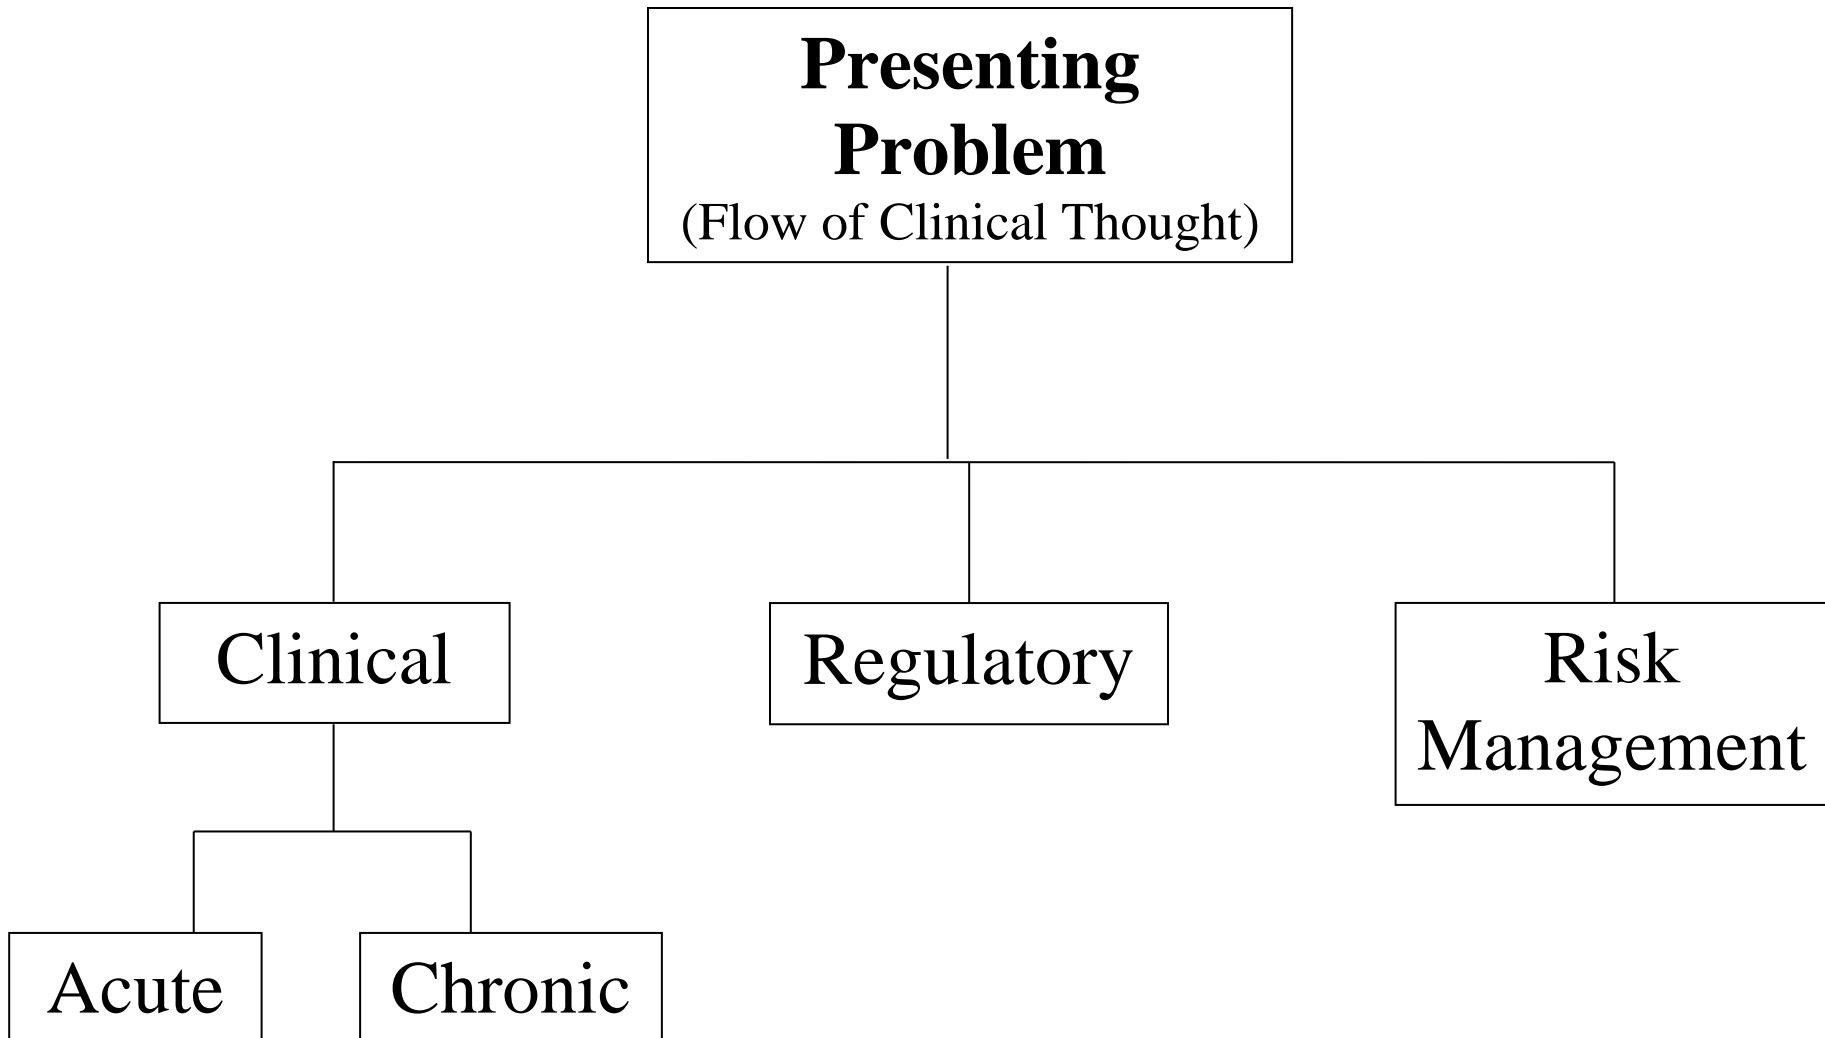 Presenting
Problem
(Flow of Clinical Thought)
Clinical
Regulatory
Risk
Management
Acute
Chronic